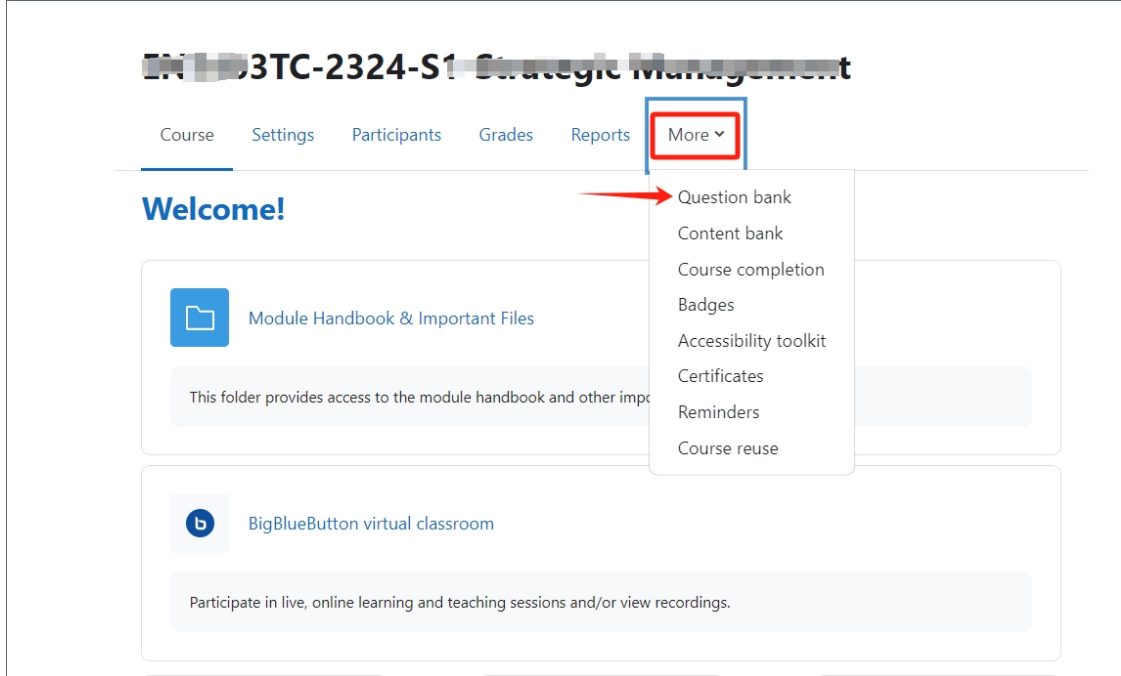 3TC-2324-S1 Strategic Management
Course Settings Participants Grades Reports More
Question bank
Content bank
Course completion
Badges
Accessibility toolkit
Certificates
Reminders
Course reuse
Welcome!
Module Handbook & Important Files
This folder provides access to the module handbook and other
BigBlueButton virtual classroom
Participate in live, online learning and teaching sessions and/or view recordings.